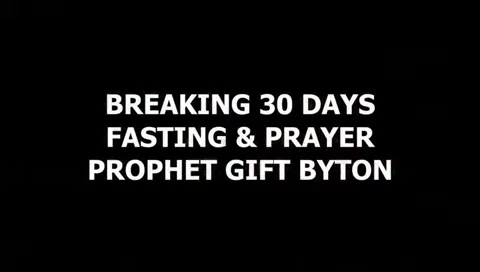 BREAKING 30 DAYS
FASTING & PRAYER
PROPHET GIFT BYTON